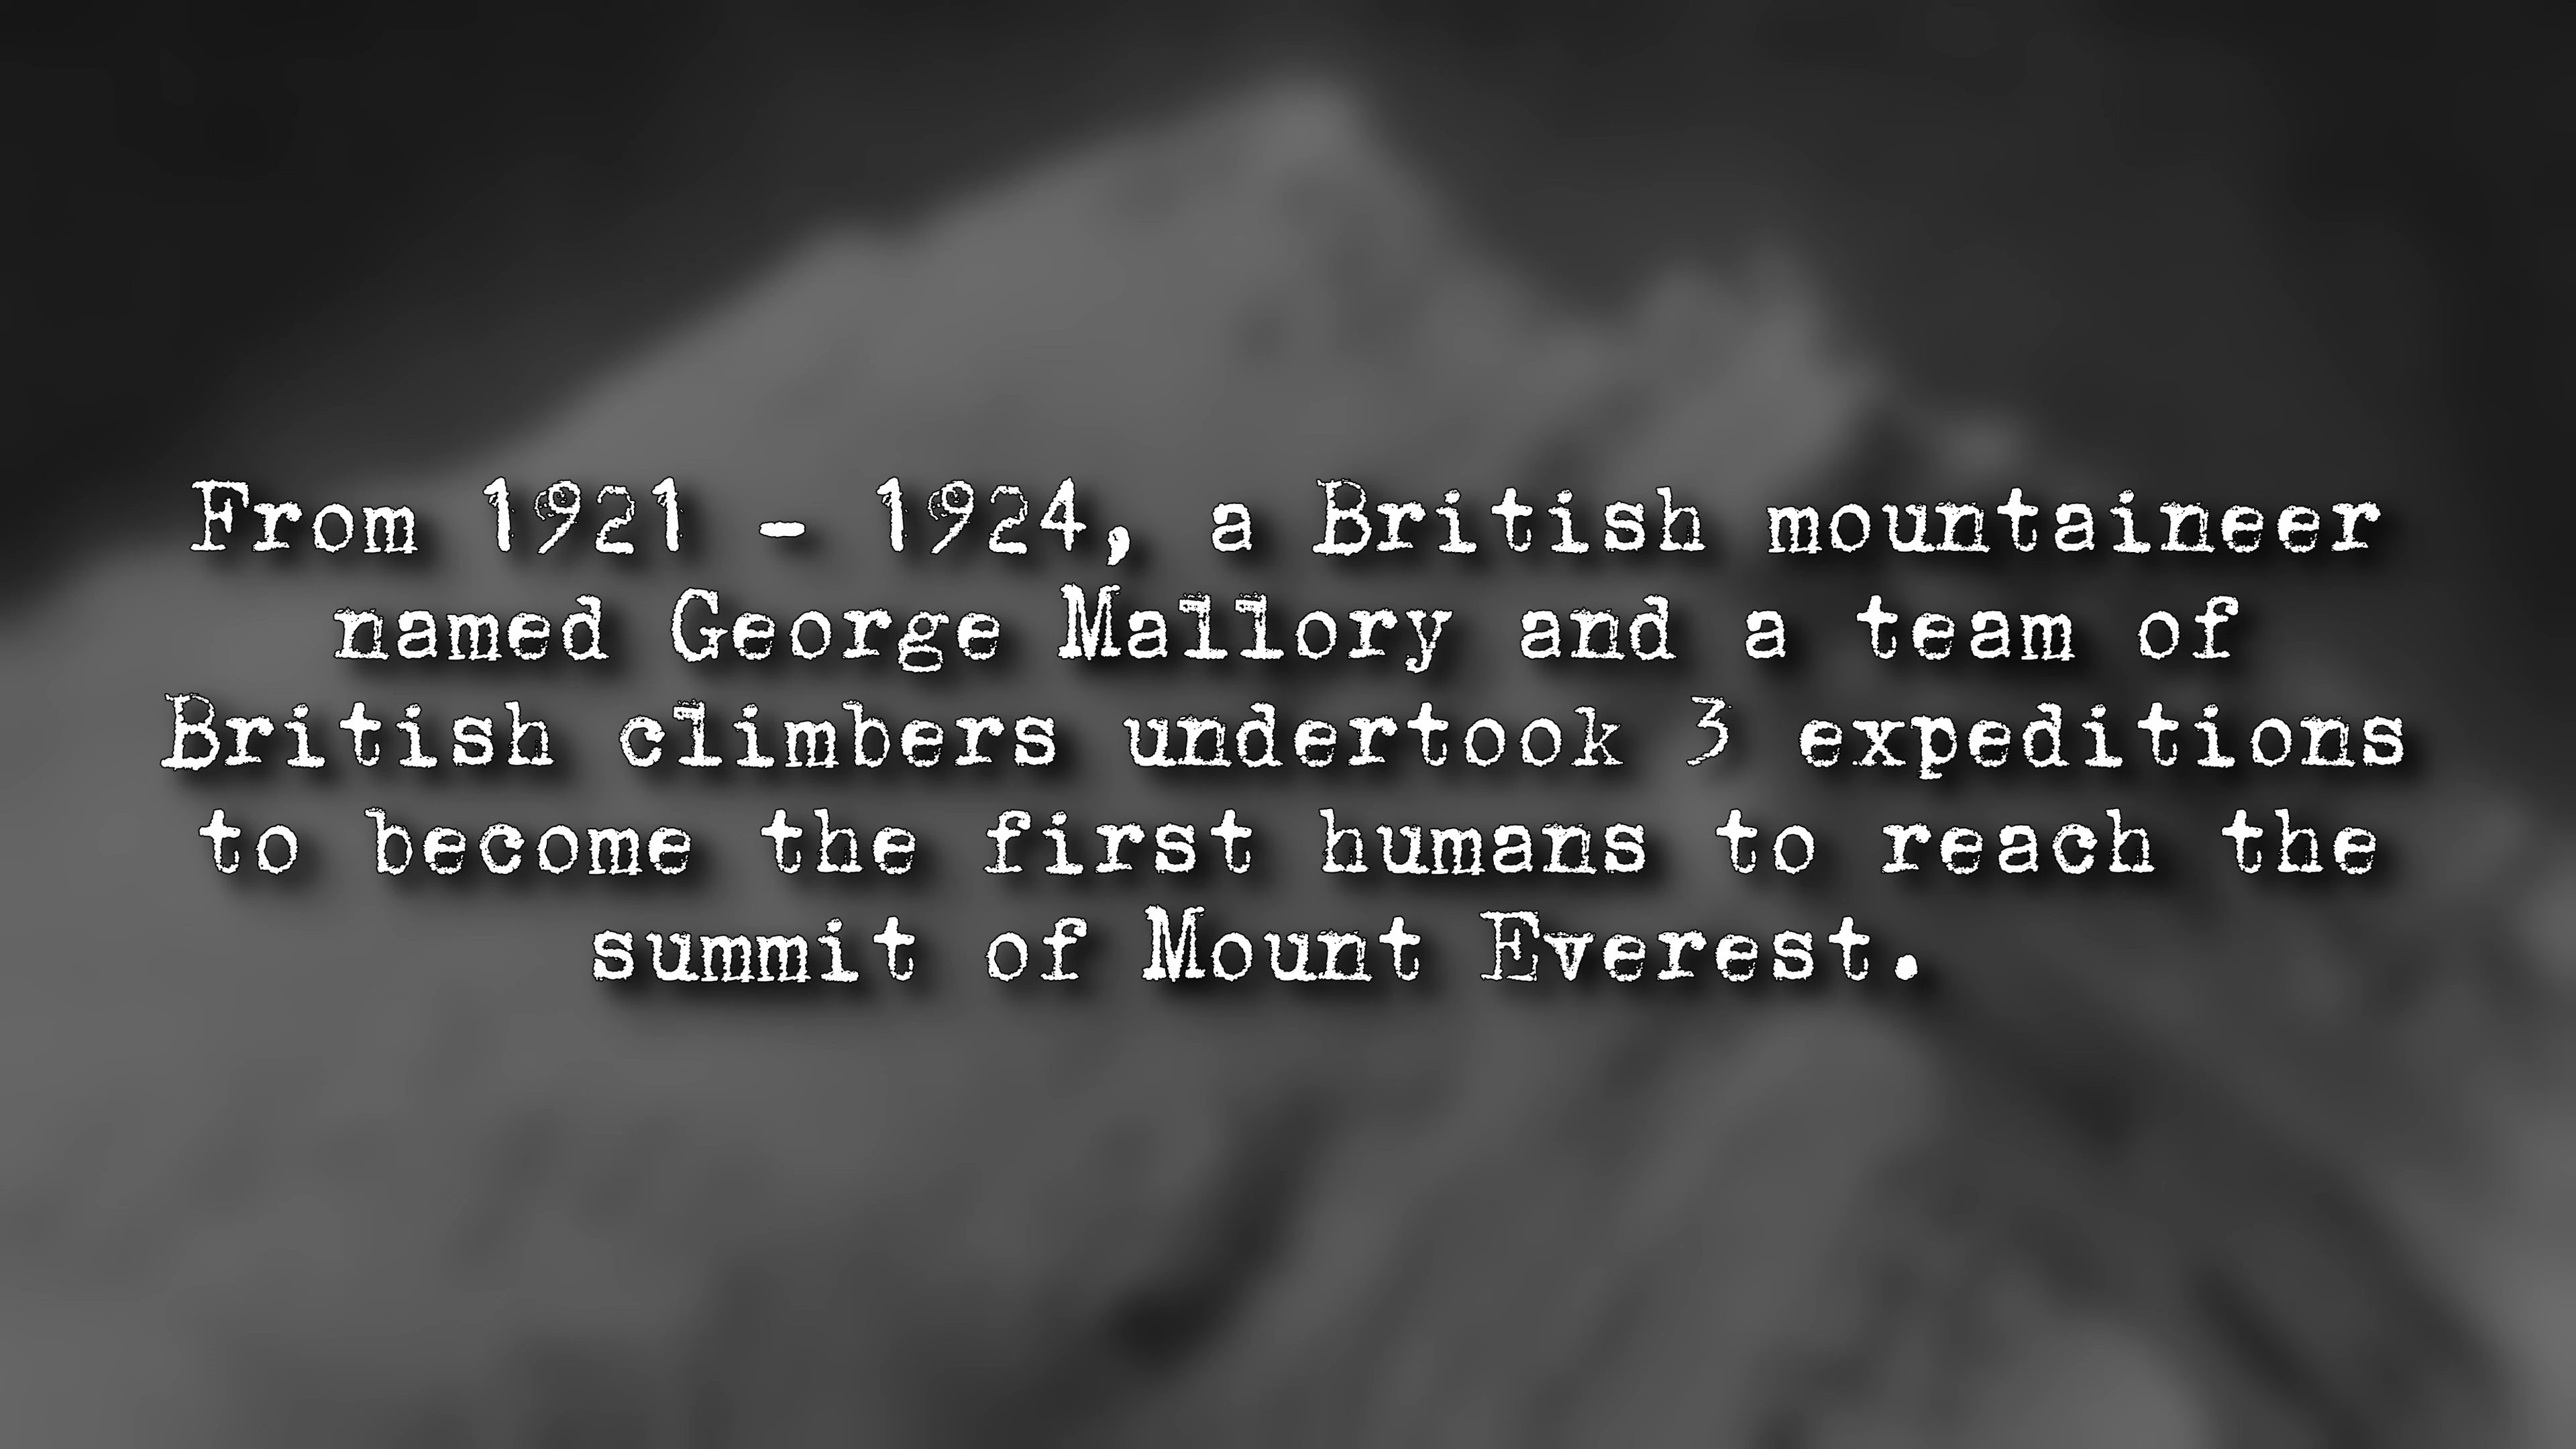 From 1921 - 1924, a British mountaineer
named George Mallory and a team of
British climbers undertook 3 expeditions
to become the first humans to reach the
summit of Mount Everest.